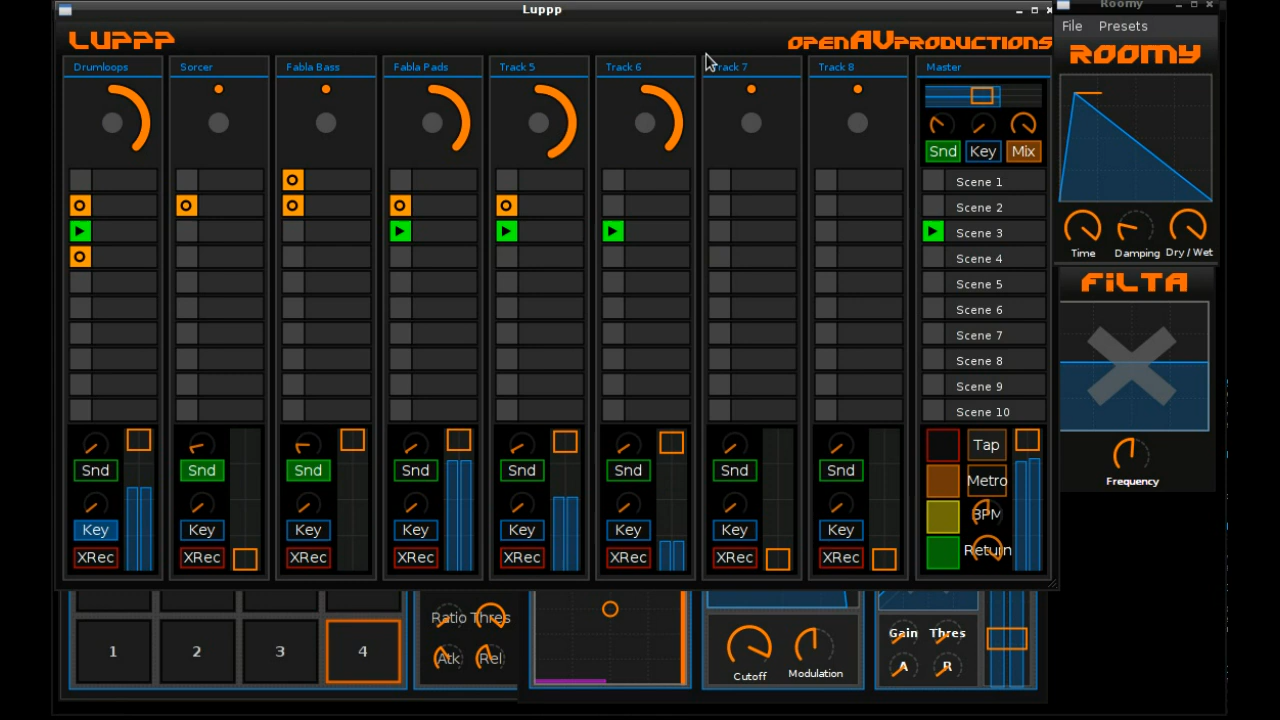 Luppp
Roomy
LUPPP
openAVproductions
File Presets
ROOMY
Drumloops Sorcer Fabla Bass Fabla Pads Track 5 Track 6 Track 7 Track 8 Master
Snd Key Mix
Scene 1
Scene 2
Scene 3
Scene 4
Scene 5
Scene 6
Scene 7
Scene 8
Scene 9
Scene 10
Time Damping Dry / Wet
FiLTA
Frequency
Tap
Snd Snd Snd Snd Snd Snd Snd Snd
Metro
BPM
Key Key Key Key Key Key Key Key
Return
XRec XRec XRec XRec XRec XRec XRec XRec
1 2 3 4
Ratio Thres
Atk Rel
Cutoff Modulation
Gain Thres
A R